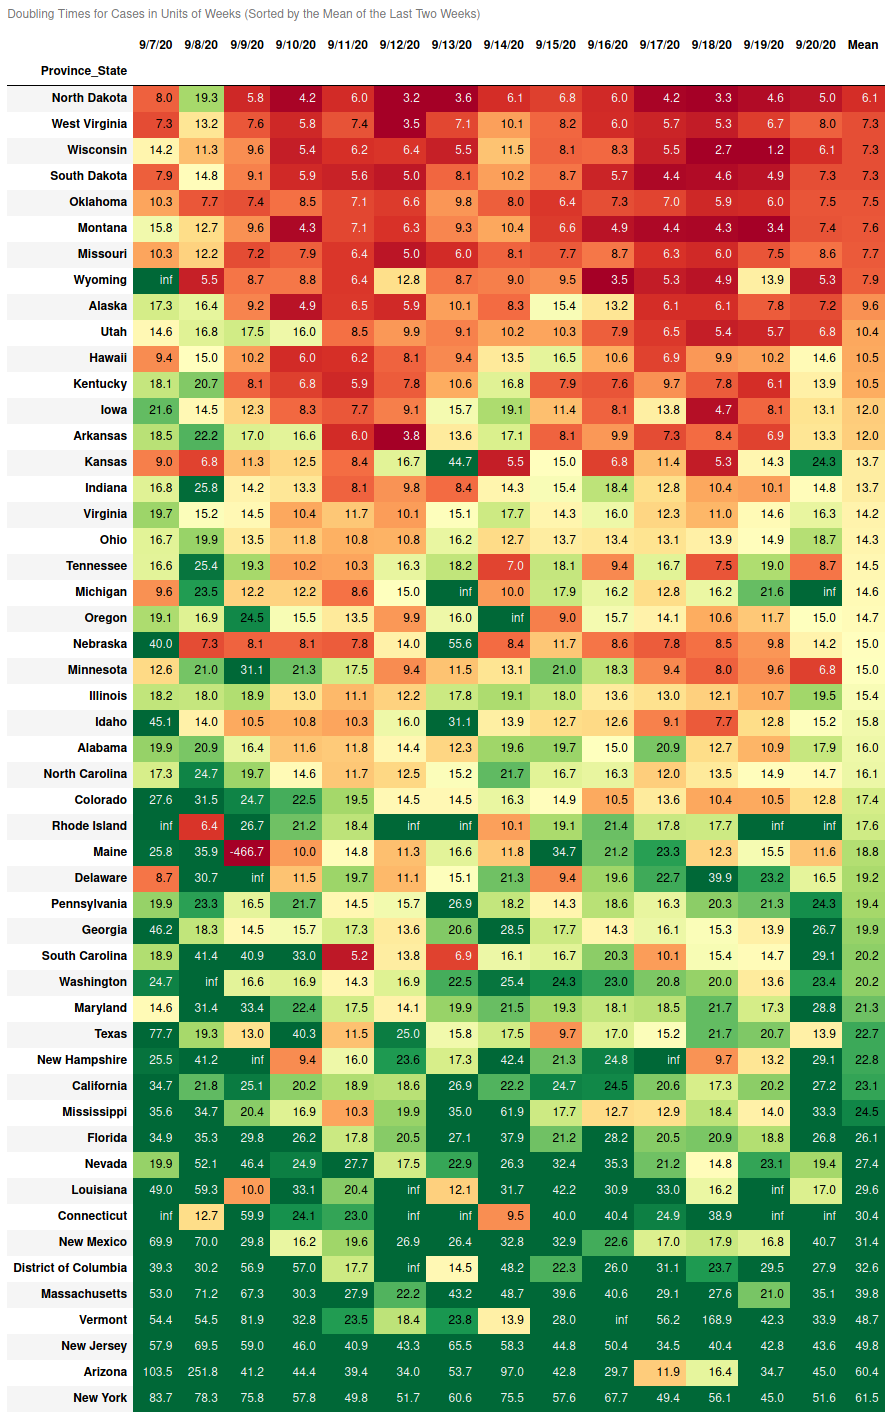 Doubling Times for Cases in Units of Weeks (Sorted by the Mean of the Last Two Weeks)
9/7/20 9/8/20 9/9/20 9/10/20 9/11/20 9/12/20 9/13/20 9/14/20 9/15/20 9/16/20 9/17/20 9/18/20 9/19/20 9/20/20 Mean
Province_State
North Dakota 8.0 19.3 5.8 4.2 6.0 3.2 3.6 6.1 6.8 6.0 4.2 3.3 4.6 5.0 6.1
West Virginia 7.3 13.2 7.6 5.8 7.4 3.5 7.1 10.1 8.2 6.0 5.7 5.3 6.7 8.0 7.3
Wisconsin 14.2 11.3 9.6 5.4 6.2 6.4 5.5 11.5 8.1 8.3 5.5 2.7 1.2 6.1 7.3
South Dakota 7.9 14.8 9.1 5.9 5.6 5.0 8.1 10.2 8.7 5.7 4.4 4.6 4.9 7.3 7.3
Oklahoma 10.3 7.7 7.4 8.5 7.1 6.6 9.8 8.0 6.4 7.3 7.0 5.9 6.0 7.5 7.5
Montana 15.8 12.7 9.6 4.3 7.1 6.3 9.3 10.4 6.6 4.9 4.4 4.3 3.4 7.4 7.6
Missouri 10.3 12.2 7.2 7.9 6.4 5.0 6.0 8.1 7.7 8.7 6.3 6.0 7.5 8.6 7.7
Wyoming inf 5.5 8.7 8.8 6.4 12.8 8.7 9.0 9.5 3.5 5.3 4.9 13.9 5.3 7.9
Alaska 17.3 16.4 9.2 4.9 6.5 5.9 10.1 8.3 15.4 13.2 6.1 6.1 7.8 7.2 9.6
Utah 14.6 16.8 17.5 16.0 8.5 9.9 9.1 10.2 10.3 7.9 6.5 5.4 5.7 6.8 10.4
Hawaii 9.4 15.0 10.2 6.0 6.2 8.1 9.4 13.5 16.5 10.6 6.9 9.9 10.2 14.6 10.5
Kentucky 18.1 20.7 8.1 6.8 5.9 7.8 10.6 16.8 7.9 7.6 9.7 7.8 6.1 13.9 10.5
Iowa 21.6 14.5 12.3 8.3 7.7 9.1 15.7 19.1 11.4 8.1 13.8 4.7 8.1 13.1 12.0
Arkansas 18.5 22.2 17.0 16.6 6.0 3.8 13.6 17.1 8.1 9.9 7.3 8.4 6.9 13.3 12.0
Kansas 9.0 6.8 11.3 12.5 8.4 16.7 44.7 5.5 15.0 6.8 11.4 5.3 14.3 24.3 13.7
Indiana 16.8 25.8 14.2 13.3 8.1 9.8 8.4 14.3 15.4 18.4 12.8 10.4 10.1 14.8 13.7
Virginia 19.7 15.2 14.5 10.4 11.7 10.1 15.1 17.7 14.3 16.0 12.3 11.0 14.6 16.3 14.2
Ohio 16.7 19.9 13.5 11.8 10.8 10.8 16.2 12.7 13.7 13.4 13.1 13.9 14.9 18.7 14.3
Tennessee 16.6 25.4 19.3 10.2 10.3 16.3 18.2 7.0 18.1 9.4 16.7 7.5 19.0 8.7 14.5
Michigan 9.6 23.5 12.2 12.2 8.6 15.0 inf 10.0 17.9 16.2 12.8 16.2 21.6 inf 14.6
Oregon 19.1 16.9 24.5 15.5 13.5 9.9 16.0 inf 9.0 15.7 14.1 10.6 11.7 15.0 14.7
Nebraska 40.0 7.3 8.1 8.1 7.8 14.0 55.6 8.4 11.7 8.6 7.8 8.5 9.8 14.2 15.0
Minnesota 12.6 21.0 31.1 21.3 17.5 9.4 11.5 13.1 21.0 18.3 9.4 8.0 9.6 6.8 15.0
Illinois 18.2 18.0 18.9 13.0 11.1 12.2 17.8 19.1 18.0 13.6 13.0 12.1 10.7 19.5 15.4
Idaho 45.1 14.0 10.5 10.8 10.3 16.0 31.1 13.9 12.7 12.6 9.1 7.7 12.8 15.2 15.8
Alabama 19.9 20.9 16.4 11.6 11.8 14.4 12.3 19.6 19.7 15.0 20.9 12.7 10.9 17.9 16.0
North Carolina 17.3 24.7 19.7 14.6 11.7 12.5 15.2 21.7 16.7 16.3 12.0 13.5 14.9 14.7 16.1
Colorado 27.6 31.5 24.7 22.5 19.5 14.5 14.5 16.3 14.9 10.5 13.6 10.4 10.5 12.8 17.4
Rhode Island inf 6.4 26.7 21.2 18.4 inf inf 10.1 19.1 21.4 17.8 17.7 inf inf 17.6
Maine 25.8 35.9 -466.7 10.0 14.8 11.3 16.6 11.8 34.7 21.2 23.3 12.3 15.5 11.6 18.8
Delaware 8.7 30.7 inf 11.5 19.7 11.1 15.1 21.3 9.4 19.6 22.7 39.9 23.2 16.5 19.2
Pennsylvania 19.9 23.3 16.5 21.7 14.5 15.7 26.9 18.2 14.3 18.6 16.3 20.3 21.3 24.3 19.4
Georgia 46.2 18.3 14.5 15.7 17.3 13.6 20.6 28.5 17.7 14.3 16.1 15.3 13.9 26.7 19.9
South Carolina 18.9 41.4 40.9 33.0 5.2 13.8 6.9 16.1 16.7 20.3 10.1 15.4 14.7 29.1 20.2
Washington 24.7 inf 16.6 16.9 14.3 16.9 22.5 25.4 24.3 23.0 20.8 20.0 13.6 23.4 20.2
Maryland 14.6 31.4 33.4 22.4 17.5 14.1 19.9 21.5 19.3 18.1 18.5 21.7 17.3 28.8 21.3
Texas 77.7 19.3 13.0 40.3 11.5 25.0 15.8 17.5 9.7 17.0 15.2 21.7 20.7 13.9 22.7
New Hampshire 25.5 41.2 inf 9.4 16.0 23.6 17.3 42.4 21.3 24.8 inf 9.7 13.2 29.1 22.8
California 34.7 21.8 25.1 20.2 18.9 18.6 26.9 22.2 24.7 24.5 20.6 17.3 20.2 27.2 23.1
Mississippi 35.6 34.7 20.4 16.9 10.3 19.9 35.0 61.9 17.7 12.7 12.9 18.4 14.0 33.3 24.5
Florida 34.9 35.3 29.8 26.2 17.8 20.5 27.1 37.9 21.2 28.2 20.5 20.9 18.8 26.8 26.1
Nevada 19.9 52.1 46.4 24.9 27.7 17.5 22.9 26.3 32.4 35.3 21.2 14.8 23.1 19.4 27.4
Louisiana 49.0 59.3 10.0 33.1 20.4 inf 12.1 31.7 42.2 30.9 33.0 16.2 inf 17.0 29.6
Connecticut inf 12.7 59.9 24.1 23.0 inf inf 9.5 40.0 40.4 24.9 38.9 inf inf 30.4
New Mexico 69.9 70.0 29.8 16.2 19.6 26.9 26.4 32.8 32.9 22.6 17.0 17.9 16.8 40.7 31.4
District of Columbia 39.3 30.2 56.9 57.0 17.7 inf 14.5 48.2 22.3 26.0 31.1 23.7 29.5 27.9 32.6
Massachusetts 53.0 71.2 67.3 30.3 27.9 22.2 43.2 48.7 39.6 40.6 29.1 27.6 21.0 35.1 39.8
Vermont 54.4 54.5 81.9 32.8 23.5 18.4 23.8 13.9 28.0 inf 56.2 168.9 42.3 33.9 48.7
New Jersey 57.9 69.5 59.0 46.0 40.9 43.3 65.5 58.3 44.8 50.4 34.5 40.4 42.8 43.6 49.8
Arizona 103.5 251.8 41.2 44.4 39.4 34.0 53.7 97.0 42.8 29.7 11.9 16.4 34.7 45.0 60.4
New York 83.7 78.3 75.8 57.8 49.8 51.7 60.6 75.5 57.6 67.7 49.4 56.1 45.0 51.6 61.5